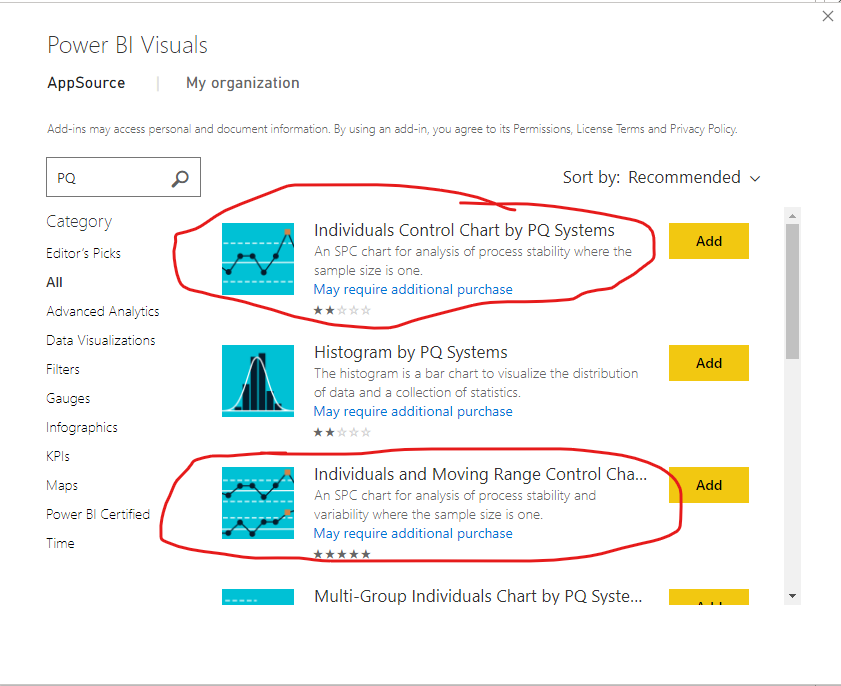 Power BI Visuals
AppSource | My organization
Add-ins may access personal and document information. By using an add-in, you agree to its Permissions, License Terms and Privacy Policy.
PQ
Sort by: Recommended
Category
Editor's Picks
All
Advanced Analytics
Data Visualizations
Filters
Gauges
Infographics
KPIs
Maps
Power BI Certified
Time
Individuals Control Chart by PQ Systems
An SPC chart for analysis of process stability where the
sample size is one.
May require additional purchase
Add
Histogram by PQ Systems
The histogram is a bar chart to visualize the distribution
of data and a collection of statistics.
May require additional purchase
Add
Individuals and Moving Range Control Cha...
An SPC chart for analysis of process stability and
variability where the sample size is one.
May require additional purchase
Add
Multi-Group Individuals Chart by PQ Syste...
Add